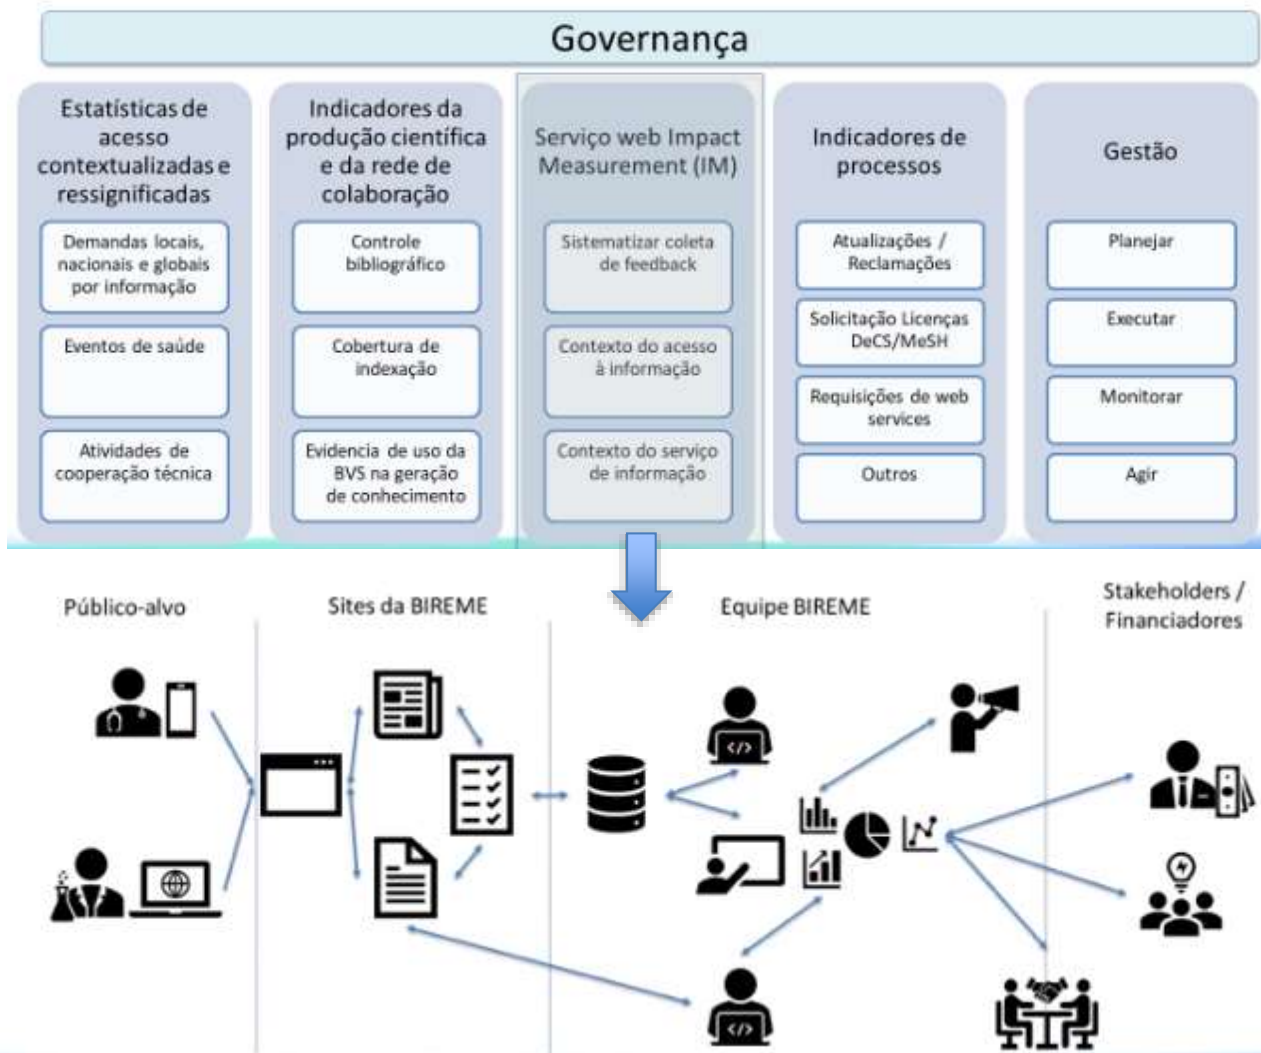 Governança
Estatísticas de
acesso
contextualizadas e
ressignificadas
Demandas locais,
nacionais e globais
por informação
Eventos de saúde
Atividades de
cooperação técnica
Indicadores da
produção científica
e da rede de
colaboração
Controle
bibliográfico
Cobertura de
indexação
Evidencia de uso da
BVS na geração
de conhecimento
Serviço web Impact
Measurement (IM)
Sistematizar coleta
de feedback
Contexto do acesso
à informação
Contexto do serviço
de informação
Indicadores de
processos
Atualizações /
Reclamações
Solicitação Licenças
DeCS/MeSH
Requisições de web
services
Outros
Gestão
Planejar
Executar
Monitorar
Agir
Público-alvo
Sites da BIREME
Equipe BIREME
Stakeholders /
Financiadores
</>
</>